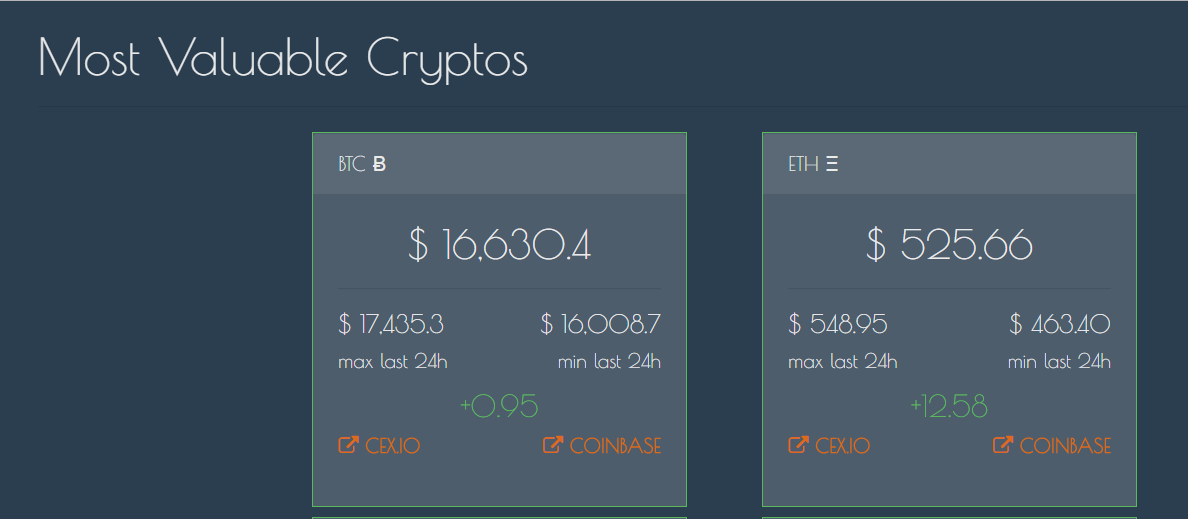 Most Valuable Cryptos
BTC Ƀ
$ 16,630.4
$ 17,435.3
$ 16,008.7
max last 24h
min last 24h
+0.95
CEX.IO
COINBASE
ETH Ξ
$ 525.66
$ 548.95
$ 463.40
max last 24h
min last 24h
+12.58
CEX.IO
COINBASE